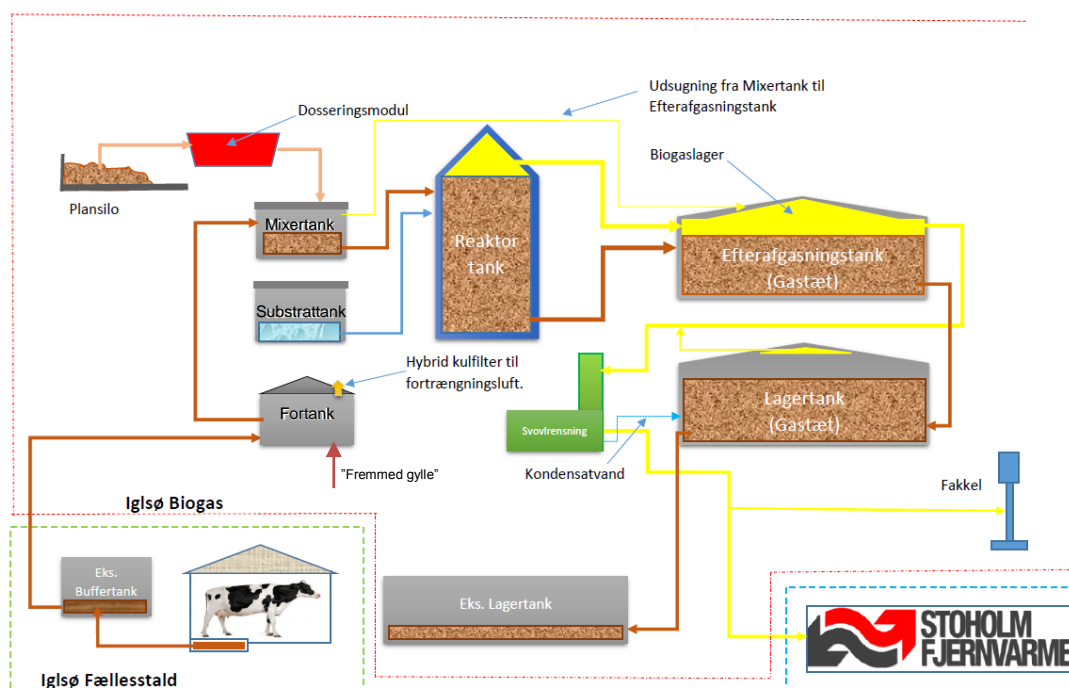 Udsugning fra Mixertank til
Efterafgasningstank
Dosseringsmodul
Biogaslager
Plansilo
Mixertank
Reaktor
tank
Efterafgasningstank
(Gastæt)
Substrattank
Hybrid kulfilter til
fortrængningsluft.
Fortank
Lagertank
(Gastæt)
Svovlrensning
"Fremmed gylle"
Kondensatvand
Fakkel
Iglsø Biogas
Eks.
Buffertank
Eks. Lagertank
STOHOLM
FJERNVARME
Iglsø Fællesstald